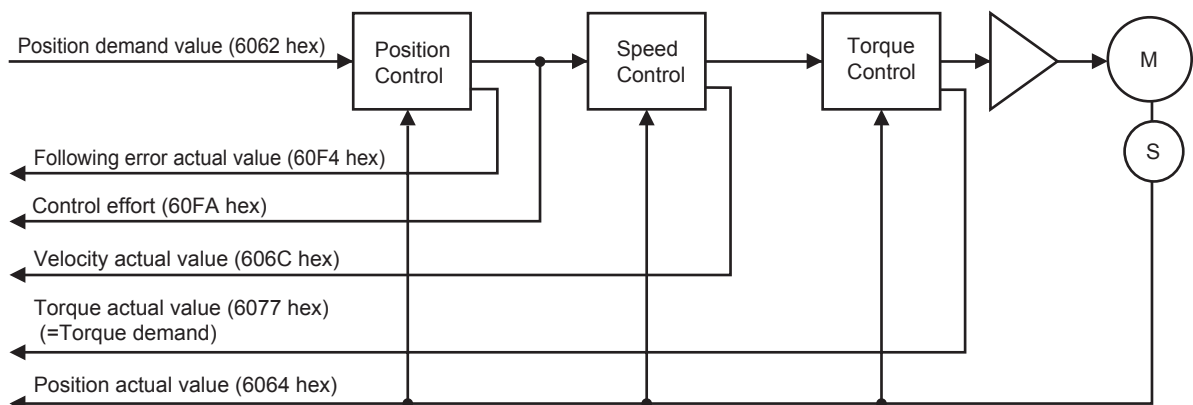 Position demand value (6062 hex)
Position
Control
Speed
Control
Torque
Control
M
S
Following error actual value (60F4 hex)
Control effort (60FA hex)
Velocity actual value (606C hex)
Torque actual value (6077 hex)
(=Torque demand)
Position actual value (6064 hex)